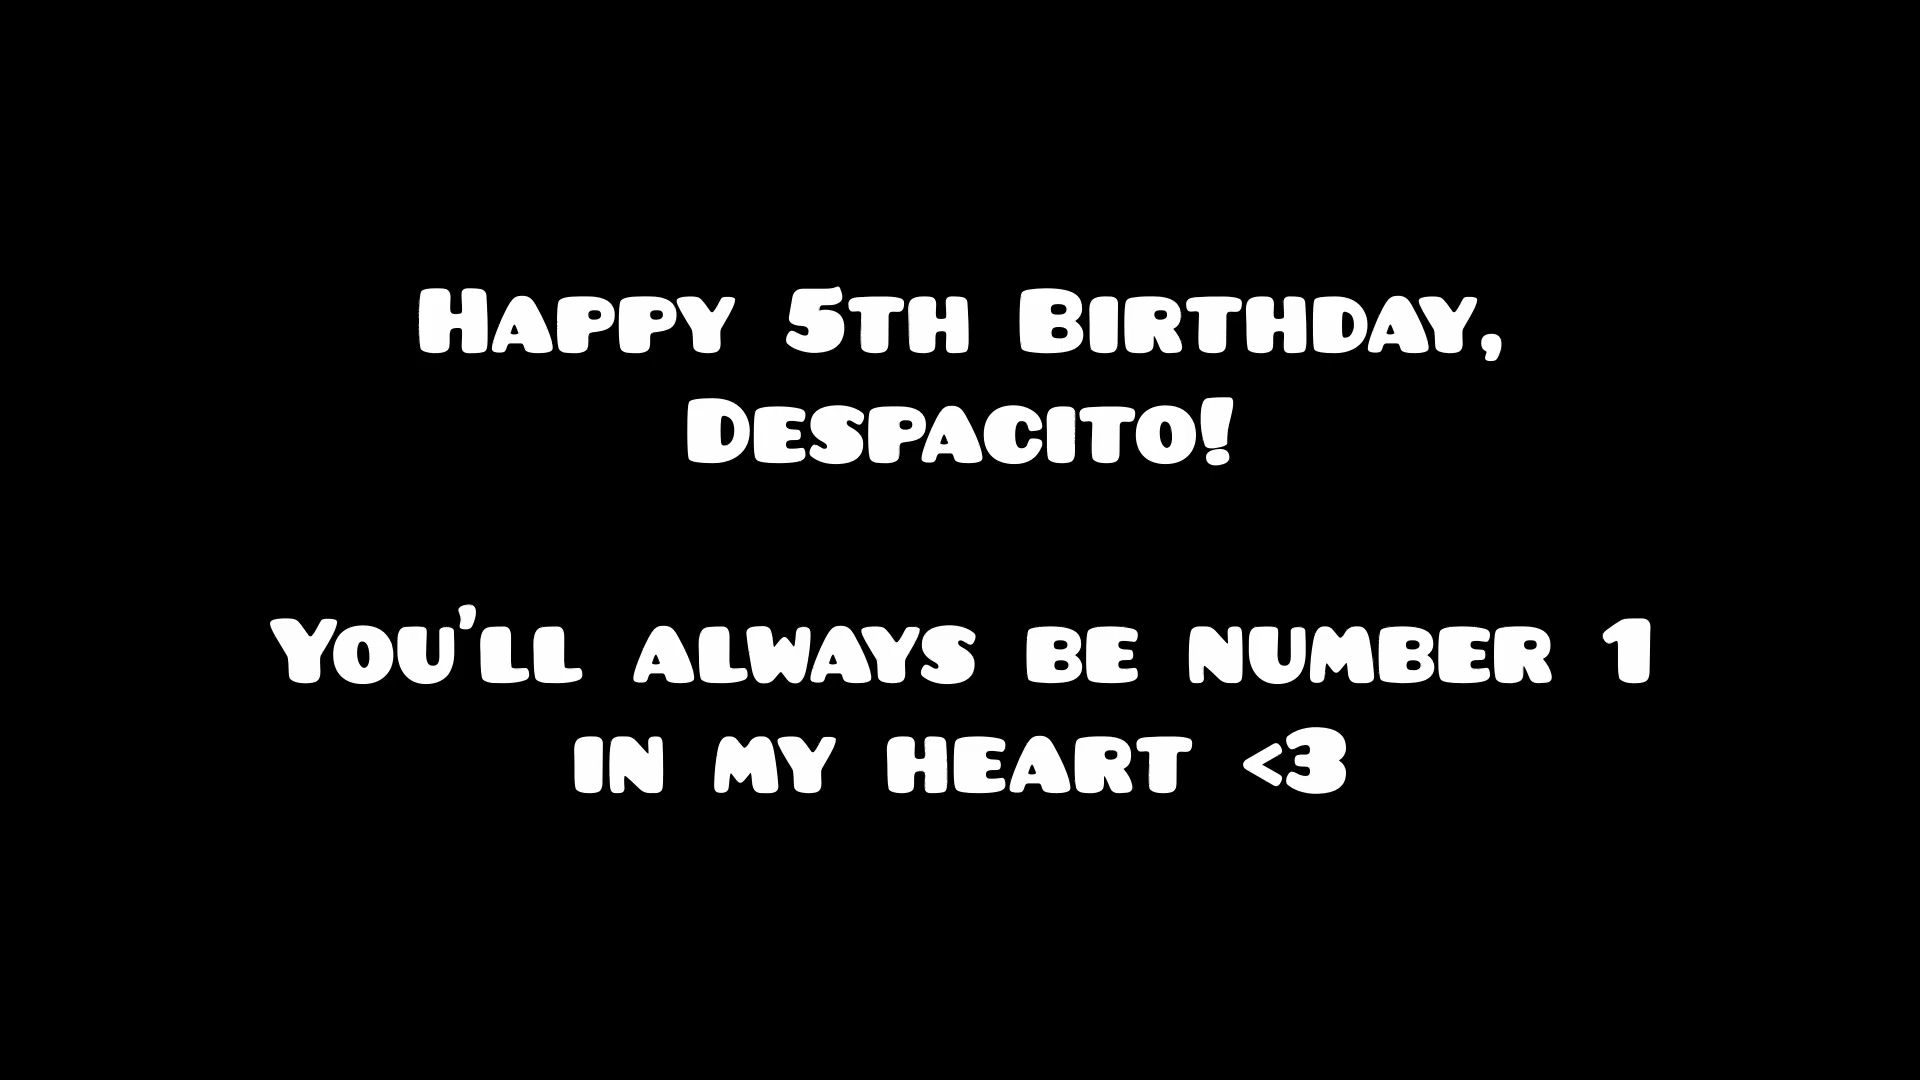 Happy 5th Birthday,
Despacito!
You'll always be number 1
in my heart <3